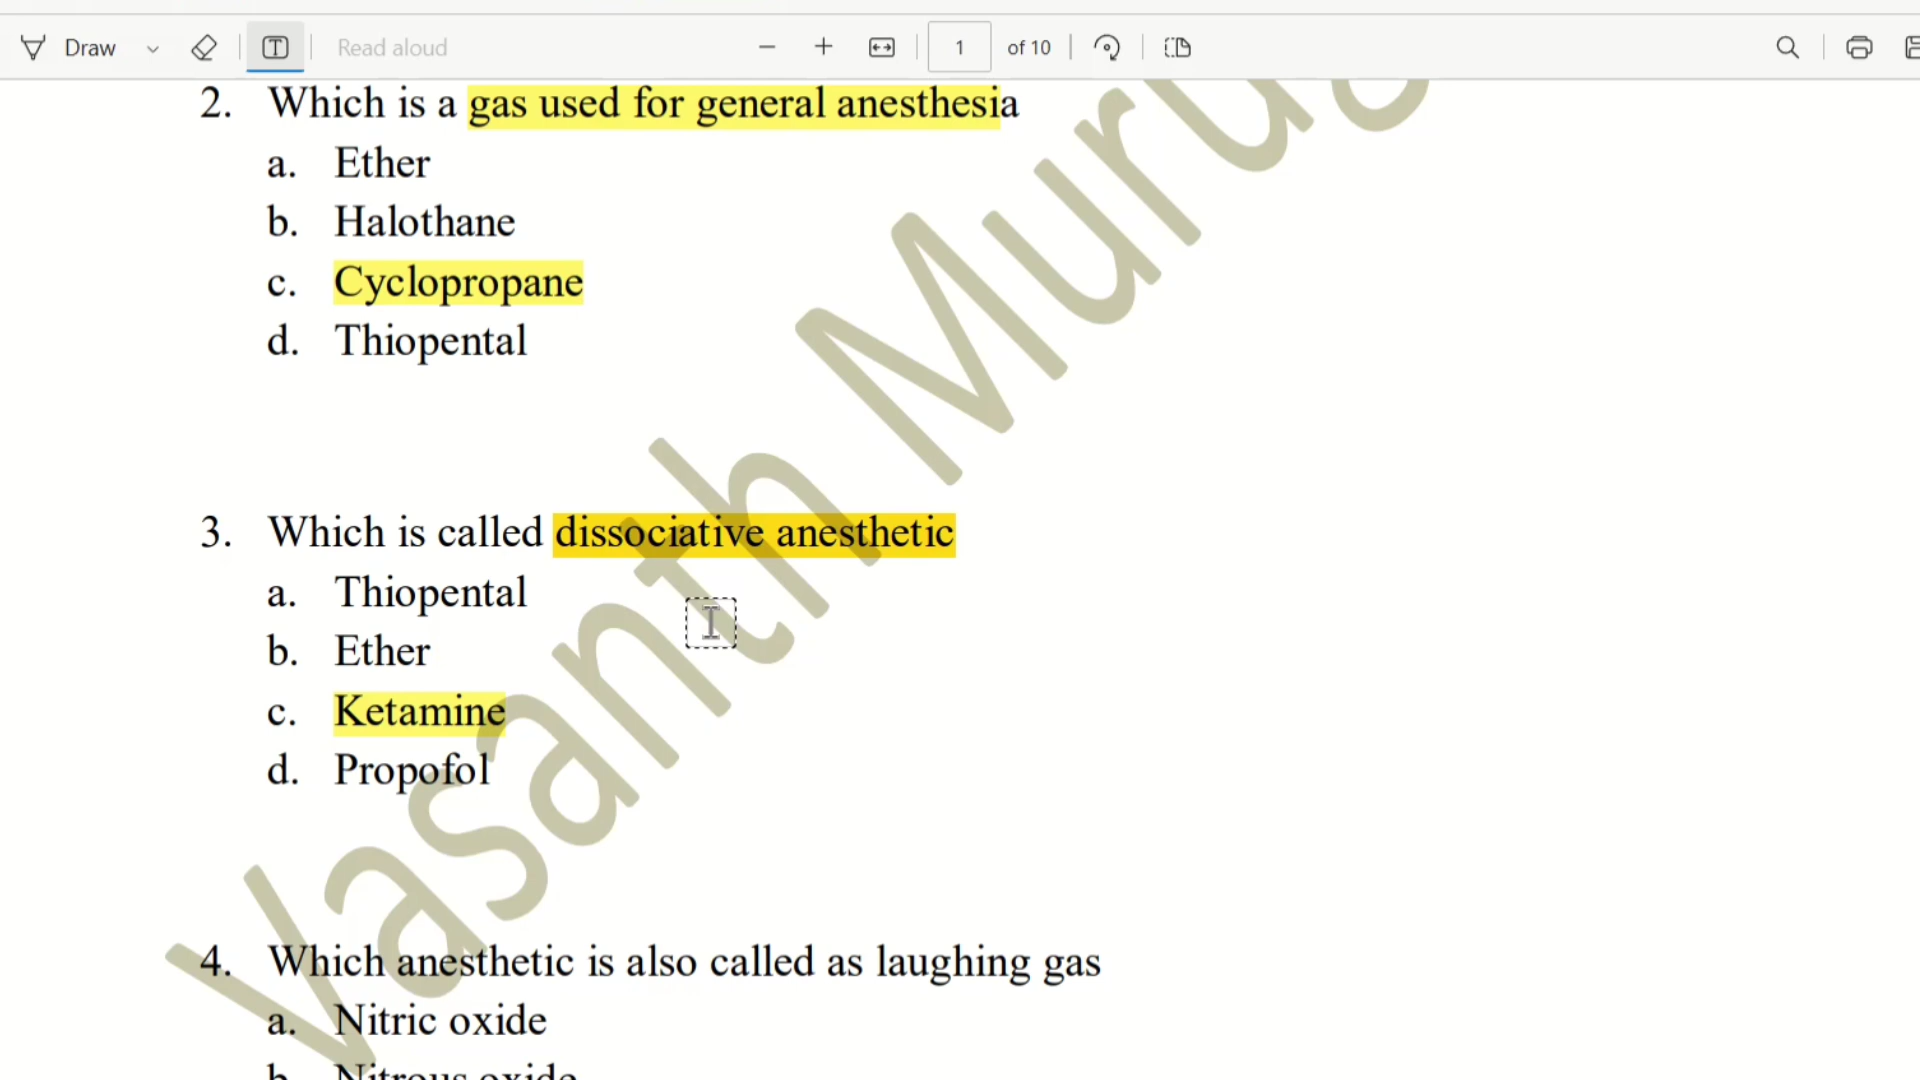 Draw
Read aloud
1 of 10
2. Which is a gas used for general anesthesia
a. Ether
b. Halothane
c. Cyclopropane
d. Thiopental
3. Which is called dissociative anesthetic
a. Thiopental
b. Ether
c. Ketamine
d. Propofol
4. Which anesthetic is also called as laughing gas
a. Nitric oxide
b. Nitrous oxide
Vasanth